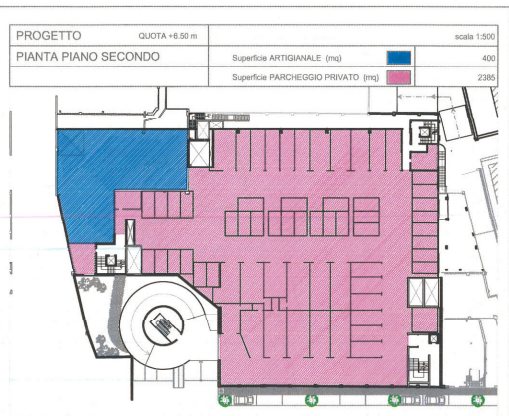 PROGETTO QUOTA +6.50 m scala 1:500
PIANTA PIANO SECONDO Superficie ARTIGIANALE (mq) 400
Superficie PARCHEGGIO PRIVATO (mq) 2385